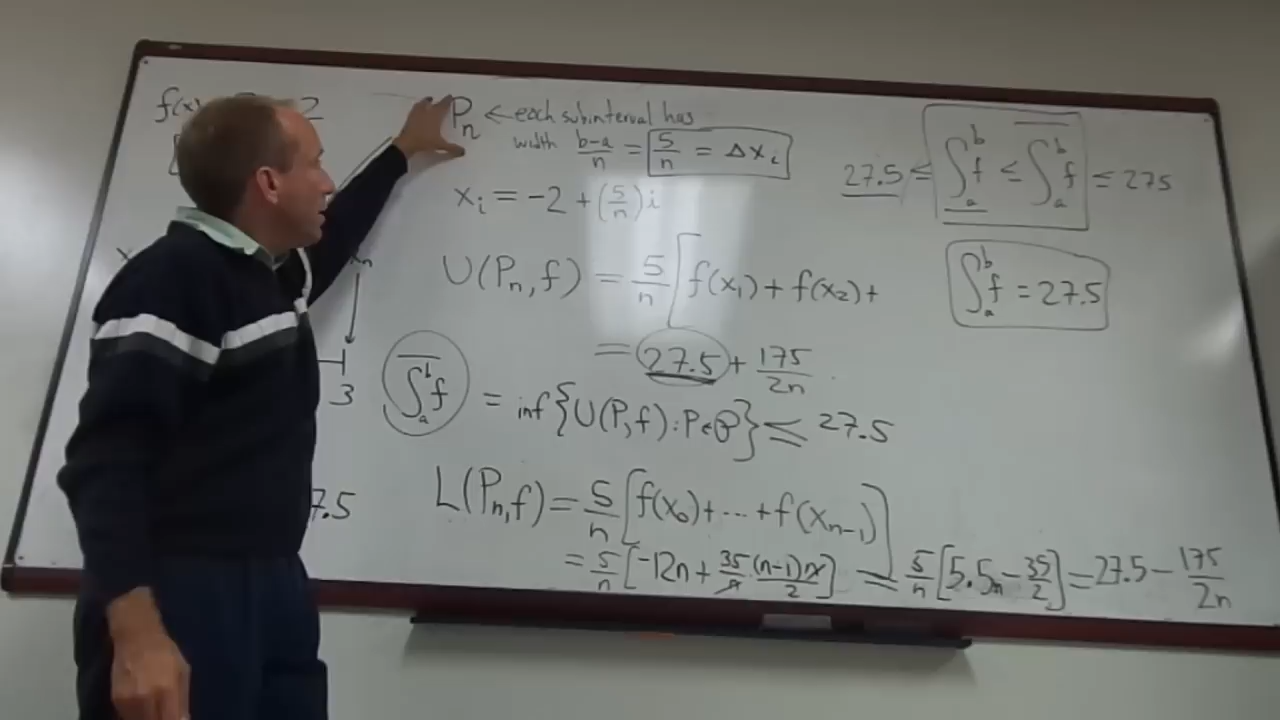 f(x) 2
Pₙ ← each subinterval has
width (b-a)/n = 5/n = Δxᵢ
xᵢ = -2 + (5/n)i
U(Pₙ,f) = 5/n [f(x₁) + f(x₂) +
= 27.5 + 175/2n
3
‾∫ₐᵇ f = inf{U(P,f) : P ∈ 𝒫} ≤ 27.5
7.5
L(Pₙ,f) = 5/n [f(x₀) + ... + f(xₙ₋₁)]
= 5/n [-12n + 35/n · (n-1)n/2] = 5/n [5.5n - 35/2] = 27.5 - 175/2n
27.5 ≤ _∫ₐᵇ f ≤ ‾∫ₐᵇ f ≤ 275
∫ₐᵇ f = 27.5